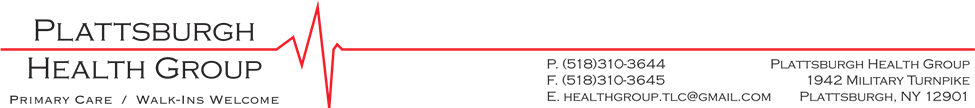 Plattsburgh
Health Group
Primary Care / Walk-Ins Welcome
P. (518)310-3644
F. (518)310-3645
E. healthgroup.tlc@gmail.com
Plattsburgh Health Group
1942 Military Turnpike
Plattsburgh, NY 12901